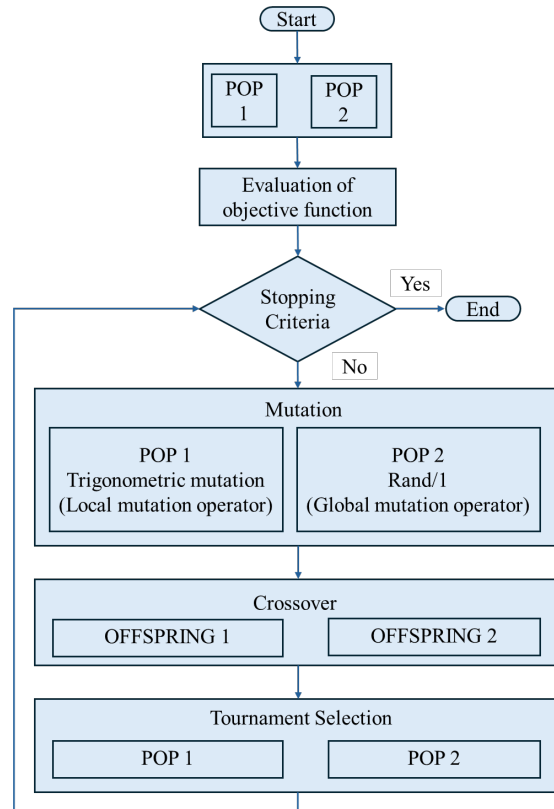 Start
POP
1
POP
2
Evaluation of
objective function
Stopping
Criteria
Yes
End
No
Mutation
POP 1
Trigonometric mutation
(Local mutation operator)
POP 2
Rand/1
(Global mutation operator)
Crossover
OFFSPRING 1
OFFSPRING 2
Tournament Selection
POP 1
POP 2